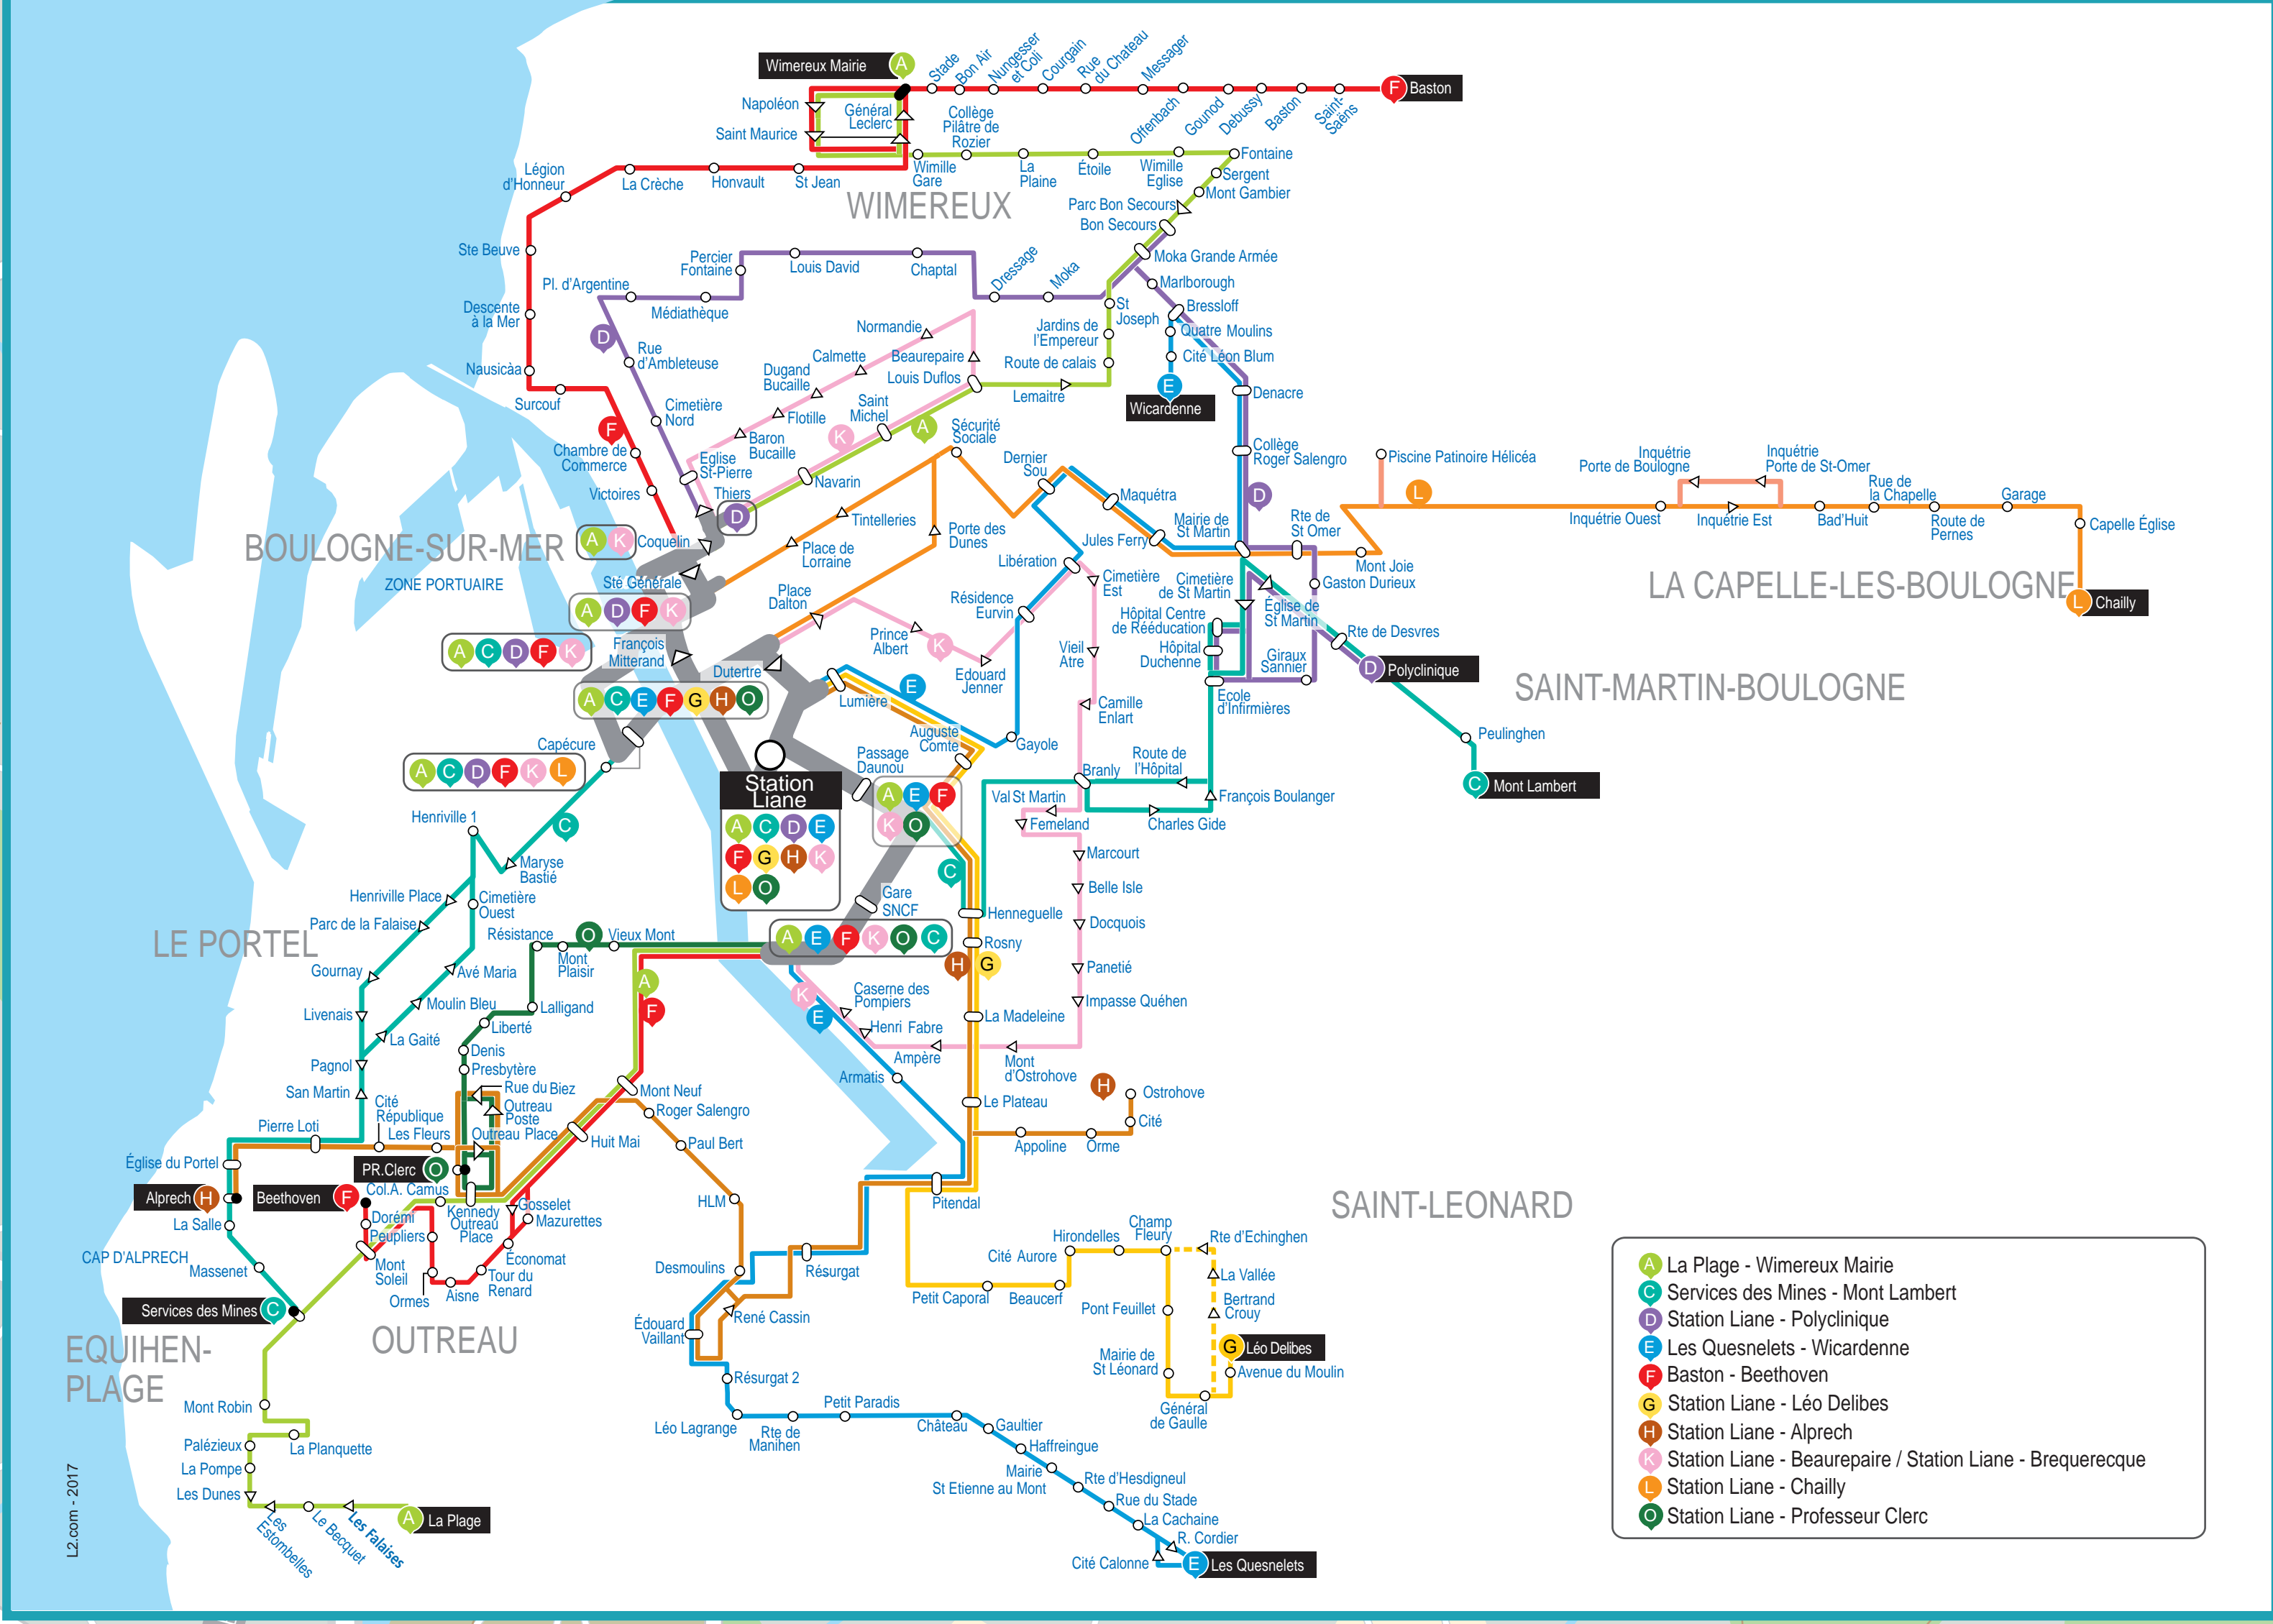 Wimereux Mairie
A
Stade
Bon Air
Nungesser
et Coli
Courgain
Rue
du Chateau
Messager
F
Baston
Napoléon
Général
Leclerc
Saint Maurice
Collège
Pilâtre de
Rozier
Offenbach
Gounod
Debussy
Baston
Saint-
Saëns
Légion
d'Honneur
La Crèche
Honvault
St Jean
Wimille
Gare
La
Plaine
Étoile
Wimille
Eglise
Fontaine
Sergent
Mont Gambier
WIMEREUX
Parc Bon Secours
Bon Secours
Ste Beuve
Percier
Fontaine
Louis David
Chaptal
Dressage
Moka
Moka Grande Armée
Marlborough
Pl. d'Argentine
Médiathèque
Descente
à la Mer
D
Normandie
Jardins de
l'Empereur
St
Joseph
Bressloff
Quatre Moulins
Rue
d'Ambleteuse
Calmette
Beaurepaire
Route de calais
Cité Léon Blum
Nausicàa
Dugand
Bucaille
Louis Duflos
E
Wicardenne
Denacre
Surcouf
Cimetière
Nord
Flotille
Saint
Michel
Lemaitre
F
K
A
Sécurité
Sociale
Chambre de
Commerce
Baron
Bucaille
Collège
Roger Salengro
Piscine Patinoire Hélicéa
Inquétrie
Porte de Boulogne
Inquétrie
Porte de St-Omer
Eglise
St-Pierre
Dernier
Sou
Navarin
Victoires
Thiers
D
Maquétra
D
L
Inquétrie Ouest
Inquétrie Est
Bad'Huit
Rue de
la Chapelle
Route de
Pernes
Garage
Capelle Église
Tintelleries
Porte des
Dunes
Mairie de
St Martin
Rte de
St Omer
BOULOGNE-SUR-MER
A K
Coquelin
Place de
Lorraine
Jules Ferry
Libération
Mont Joie
ZONE PORTUAIRE
Sté Générale
Place
Dalton
Cimetière
Est
Cimetière
de St Martin
Gaston Durieux
LA CAPELLE-LES-BOULOGNE
L
Chailly
A D F K
Résidence
Eurvin
Église de
St Martin
Hôpital Centre
de Rééducation
Rte de Desvres
A C D F K
François
Mitterand
Prince
Albert
K
Vieil
Atre
Hôpital
Duchenne
Giraux
Sannier
D
Polyclinique
Dutertre
Edouard
Jenner
SAINT-MARTIN-BOULOGNE
A C E F G H O
Lumière
E
Camille
Enlart
Ecole
d'Infirmières
Auguste
Comte
Gayole
Peulinghen
Capécure
Passage
Daunou
Branly
Route de
l'Hôpital
A C D F K L
Station
Liane
A C D E
F G H K
L O
A E F
K O
C
Mont Lambert
Val St Martin
François Boulanger
Femeland
Charles Gide
Henriville 1
C
Maryse
Bastié
Marcourt
C
Belle Isle
Henriville Place
Cimetière
Ouest
Gare
SNCF
Henneguelle
Docquois
Parc de la Falaise
Résistance
O
Vieux Mont
A E F K O C
Rosny
LE PORTEL
Mont
Plaisir
H G
Panetié
Gournay
Avé Maria
A
F
K
E
Caserne des
Pompiers
Impasse Quéhen
Livenais
Moulin Bleu
Lalligand
Liberté
La Gaité
Henri Fabre
La Madeleine
Denis
Ampère
Mont
d'Ostrohove
Pagnol
Presbytère
Armatis
San Martin
Rue du Biez
Mont Neuf
H
Ostrohove
Cité
République
Outreau
Poste
Roger Salengro
Le Plateau
Cité
Pierre Loti
Les Fleurs
Outreau Place
Huit Mai
Paul Bert
Appoline
Orme
Église du Portel
PR.Clerc
O
Alprech
H
Beethoven
F
Col.A. Camus
HLM
Pitendal
SAINT-LEONARD
La Salle
Dorémi
Kennedy
Outreau
Place
Gosselet
Mazurettes
Peupliers
CAP D'ALPRECH
Massenet
Mont
Soleil
Économat
Tour du
Renard
Ormes
Aisne
Desmoulins
Résurgat
Cité Aurore
Hirondelles
Champ
Fleury
Rte d'Echinghen
La Vallée
Petit Caporal
Beaucerf
Pont Feuillet
Bertrand
Crouy
Services des Mines
C
René Cassin
Édouard
Vaillant
OUTREAU
EQUIHEN-
PLAGE
G
Léo Delibes
Mairie de
St Léonard
Avenue du Moulin
Résurgat 2
Mont Robin
Général
de Gaulle
Léo Lagrange
Rte de
Manihen
Petit Paradis
Château
Gaultier
Palézieux
La Planquette
Haffreingue
La Pompe
Mairie
St Etienne au Mont
Rte d'Hesdigneul
Les Dunes
Rue du Stade
Les
Estombelles
Le Becquet
Les Falaises
A
La Plage
La Cachaine
R. Cordier
Cité Calonne
E
Les Quesnelets
L2.com - 2017
A La Plage - Wimereux Mairie
C Services des Mines - Mont Lambert
D Station Liane - Polyclinique
E Les Quesnelets - Wicardenne
F Baston - Beethoven
G Station Liane - Léo Delibes
H Station Liane - Alprech
K Station Liane - Beaurepaire / Station Liane - Brequerecque
L Station Liane - Chailly
O Station Liane - Professeur Clerc